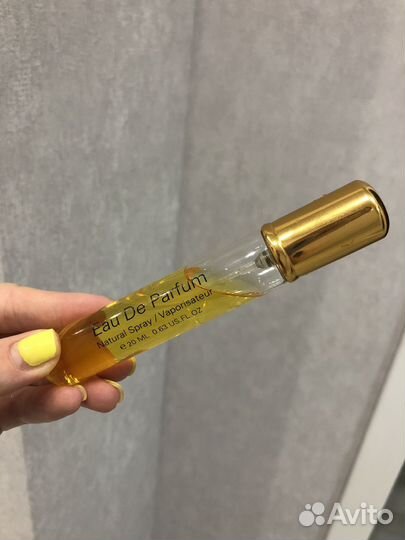 Eau De Parfum
Natural Spray / Vaporisateur
e 20 ML 0.63 US.FL.OZ
Avito